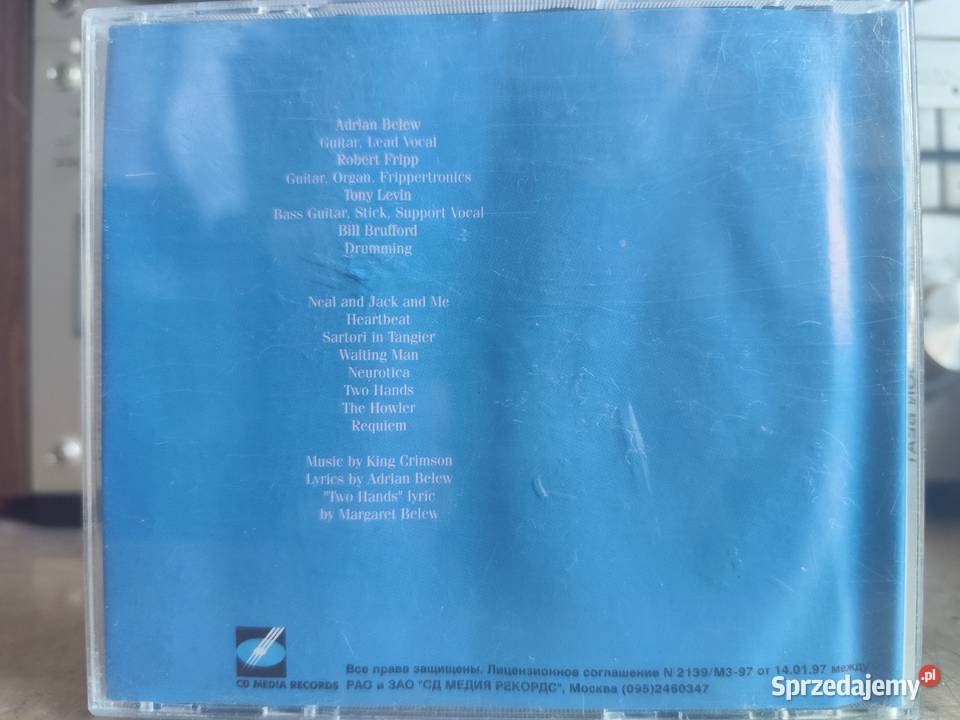 Adrian Belew
Guitar, Lead Vocal
Robert Fripp
Guitar, Organ, Frippertronics
Tony Levin
Bass Guitar, Stick, Support Vocal
Bill Brufford
Drumming
Neal and Jack and Me
Heartbeat
Sartori in Tangier
Waiting Man
Neurotica
Two Hands
The Howler
Requiem
Music by King Crimson
Lyrics by Adrian Belew
"Two Hands" lyric
by Margaret Belew
CD MEDIA RECORDS
Все права защищены. Лицензионное соглашение N 2139/МЗ-97 от 14.01.97 между
РАО и ЗАО "СД МЕДИЯ РЕКОРДС", Москва (095)2460347
Sprzedajemy.pl